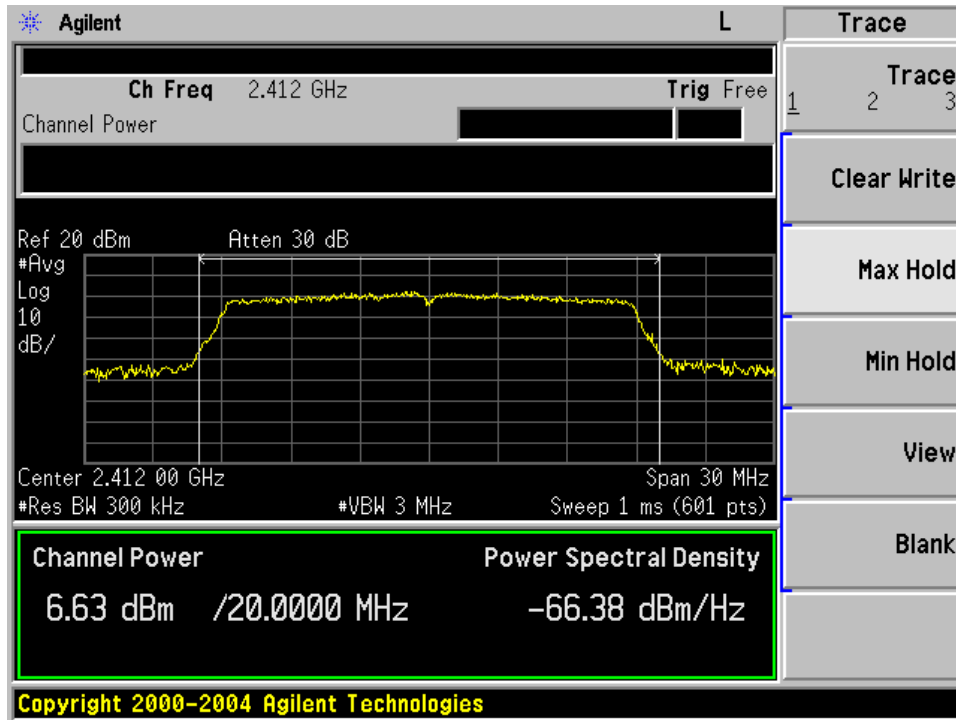 Agilent L Trace
Ch Freq 2.412 GHz Trig Free
Channel Power
Trace
1 2 3
Clear Write
Max Hold
Min Hold
View
Blank
Ref 20 dBm Atten 30 dB
#Avg
Log
10
dB/
Center 2.412 00 GHz Span 30 MHz
#Res BW 300 kHz #VBW 3 MHz Sweep 1 ms (601 pts)
Channel Power Power Spectral Density
6.63 dBm /20.0000 MHz -66.38 dBm/Hz
Copyright 2000-2004 Agilent Technologies